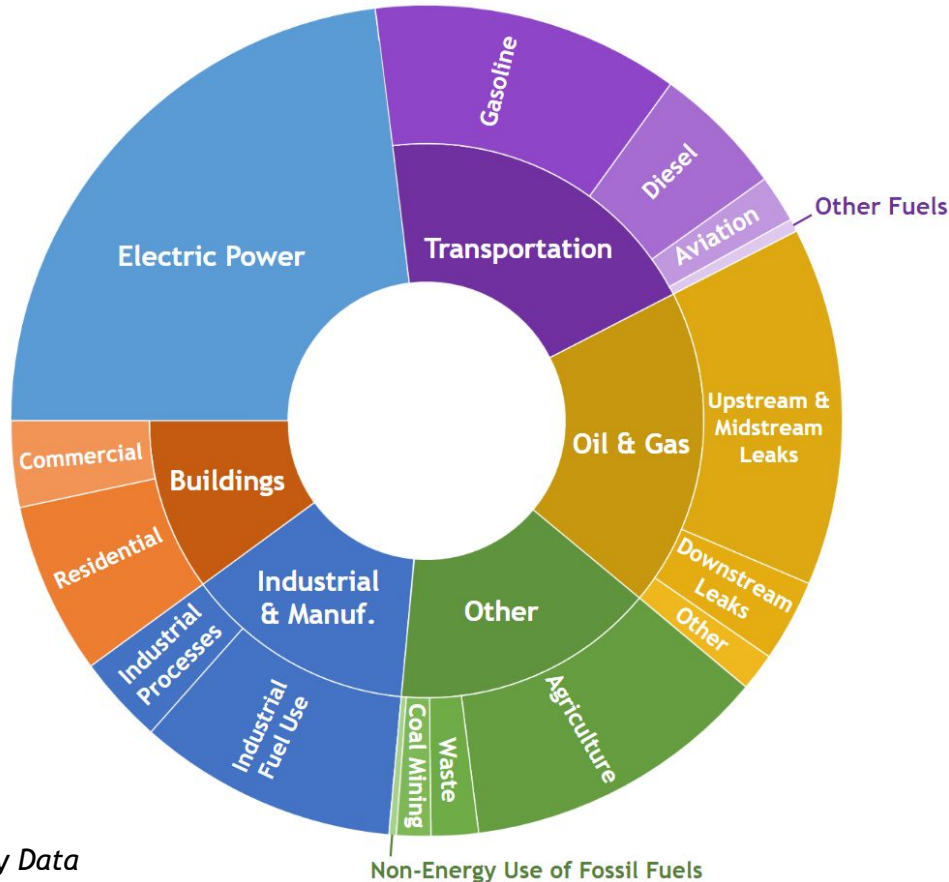 Gasoline
Diesel
Aviation
Other Fuels
Transportation
Electric Power
Upstream &
Midstream
Leaks
Oil & Gas
Commercial
Buildings
Residential
Downstream
Leaks
Other
Industrial
& Manuf.
Other
Industrial
Processes
Industrial
Fuel Use
Coal Mining
Waste
Agriculture
y Data
Non-Energy Use of Fossil Fuels